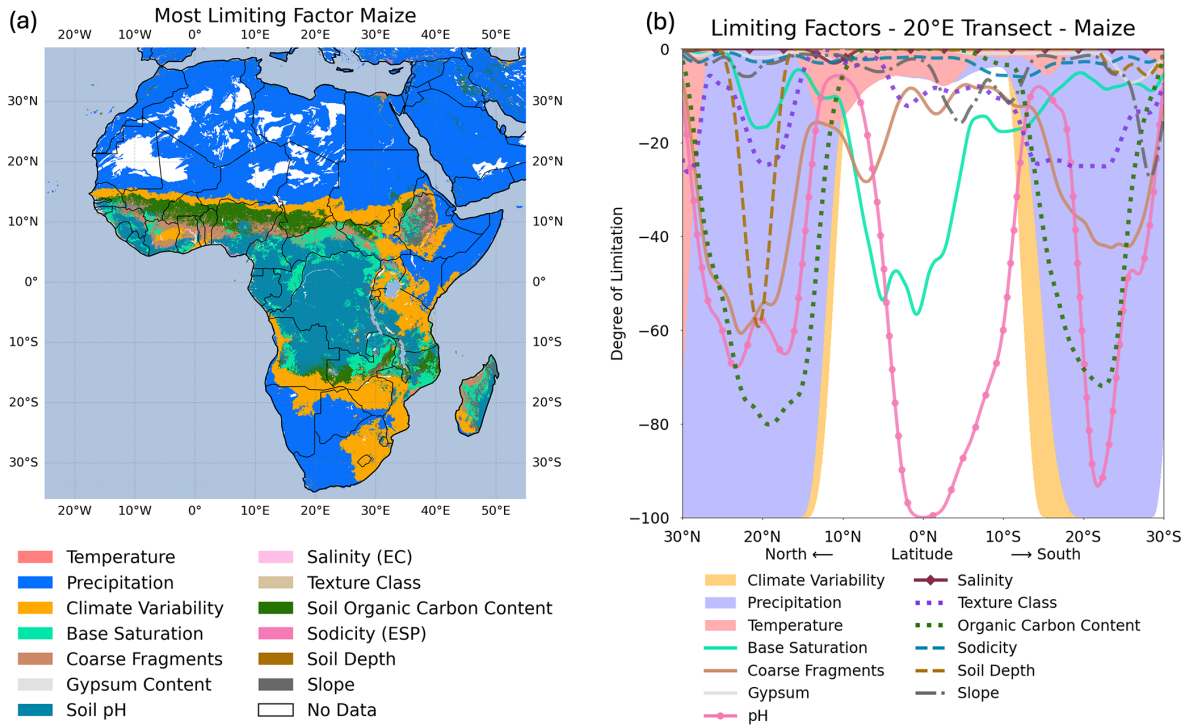 (a)
Most Limiting Factor Maize
20°W 10°W 0° 10°E 20°E 30°E 40°E 50°E
30°N 30°N
20°N 20°N
10°N 10°N
0° 0°
10°S 10°S
20°S 20°S
30°S 30°S
20°W 10°W 0° 10°E 20°E 30°E 40°E 50°E
Temperature
Precipitation
Climate Variability
Base Saturation
Coarse Fragments
Gypsum Content
Soil pH
Salinity (EC)
Texture Class
Soil Organic Carbon Content
Sodicity (ESP)
Soil Depth
Slope
No Data
(b)
Limiting Factors - 20°E Transect - Maize
Degree of Limitation
0
−20
−40
−60
−80
−100
30°N 20°N 10°N 0°N 10°S 20°S 30°S
North ← Latitude → South
Climate Variability
Precipitation
Temperature
Base Saturation
Coarse Fragments
Gypsum
pH
Salinity
Texture Class
Organic Carbon Content
Sodicity
Soil Depth
Slope